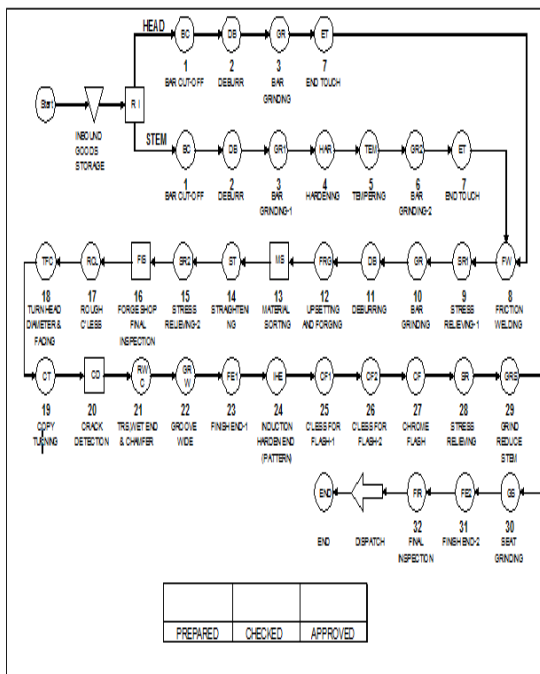 HEAD
BC
DB
GR
ET
1
2
3
7
BAR CUT-OFF
DEBURR
BAR
GRINDING
END TOUCH
Start
R I
INBOUND
GOODS
STORAGE
STEM
BC
DB
GR1
HAR
TEM
GR2
ET
1
2
3
4
5
6
7
BAR CUT-OFF
DEBURR
BAR
GRINDING-1
HARDENING
TEMPERING
BAR
GRINDING-2
END TOUCH
TFC
RCL
FIS
SR2
ST
MS
FRG
DB
GR
SR1
FW
18
17
16
15
14
13
12
11
10
9
8
TURN HEAD
DIAMETER &
FACING
ROUGH
C'LESS
FORGE SHOP
FINAL
INSPECTION
STRESS
RELIEVING-2
STRAGHTENI
NG
MATERIAL
SORTING
UPSETTING
AND FORGING
DEBURRING
BAR
GRINDING
STRESS
RELIEVING-1
FRICTION
WELDING
CT
CD
RW
C
GR
W
FE1
IHE
CF1
CF2
CF
SR
GRS
19
20
21
22
23
24
25
26
27
28
29
COPY
TURNING
CRACK
DETECTION
TRS,WET END
& CHAMFER
GROOVE
WIDE
FINISH END-1
INDUCTION
HARDEN END
(PATTERN)
C'LESS FOR
FLASH-1
C'LESS FOR
FLASH-2
CHROME
FLASH
STRESS
RELIEVING
GRIND
REDUCE
STEM
END
FIR
FE2
GS
32
31
30
END
DISPATCH
FINAL
INSPECTION
FINISH END-2
SEAT
GRINDING
PREPARED
CHECKED
APPROVED